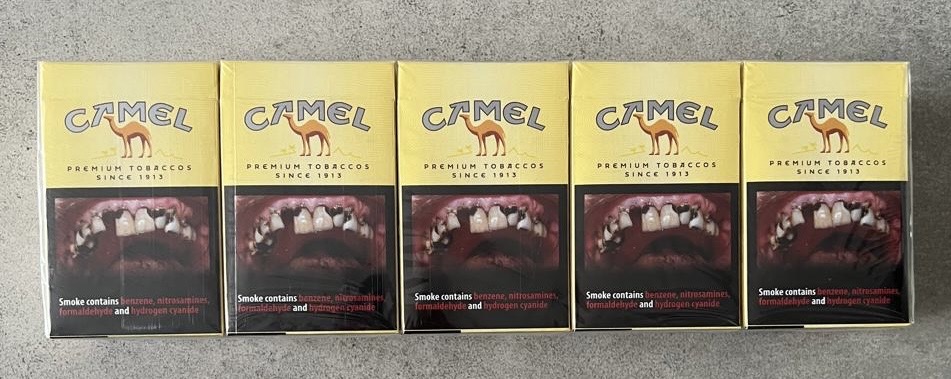 CAMEL
PREMIUM TOBACCOS
SINCE 1913
Smoke contains benzene, nitrosamines,
formaldehyde and hydrogen cyanide
CAMEL
PREMIUM TOBACCOS
SINCE 1913
Smoke contains benzene, nitrosamines,
formaldehyde and hydrogen cyanide
CAMEL
PREMIUM TOBACCOS
SINCE 1913
Smoke contains benzene, nitrosamines,
formaldehyde and hydrogen cyanide
CAMEL
PREMIUM TOBACCOS
SINCE 1913
Smoke contains benzene, nitrosamines,
formaldehyde and hydrogen cyanide
CAMEL
PREMIUM TOBACCOS
SINCE 1913
Smoke contains benzene, nitrosamines,
formaldehyde and hydrogen cyanide